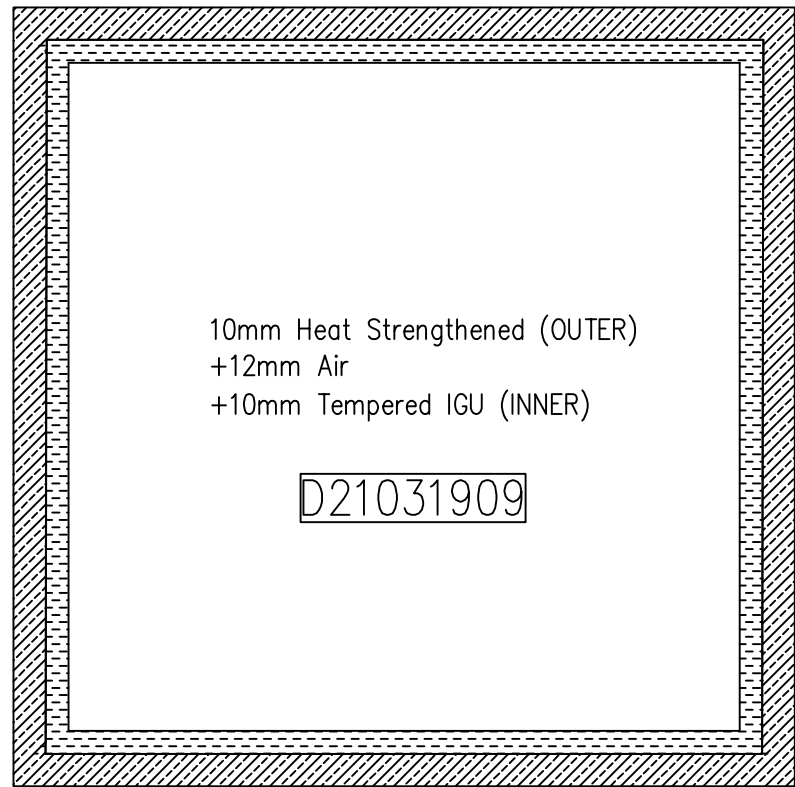 10mm Heat Strengthened (OUTER)
+12mm Air
+10mm Tempered IGU (INNER)
D21031909